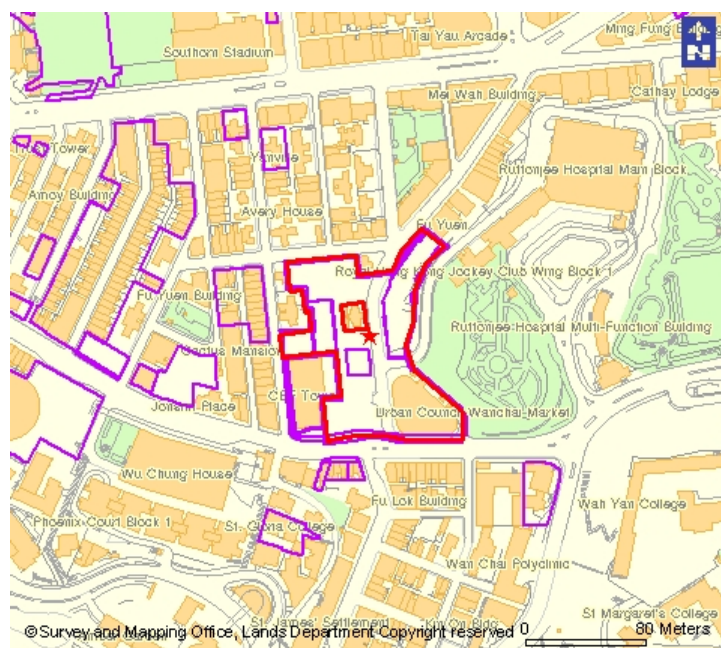 Southorn Stadium
Tai Yau Arcade
Ming Fung
N
Mei Wah Building
Cathay Lodge
Tower
Yanville
Ruttonjee Hospital Main Block
Amoy Building
Avery House
Fu Yuen
Royal Hong Kong Jockey Club Wing Block 1
Fu Yuen Building
Ruttonjee Hospital Multi-Function Building
Cactus Mansion
CEF Tower
Johann Place
Urban Council Wanchai Market
Wu Chung House
Fu Lok Building
Wah Yan College
Phoenix Court Block 1
St. Gloria College
Wan Chai Polyclinic
St Margaret's College
St. James' Settlement
Kin On Bldg
©Survey and Mapping Office, Lands Department Copyright reserved 0 80 Meters